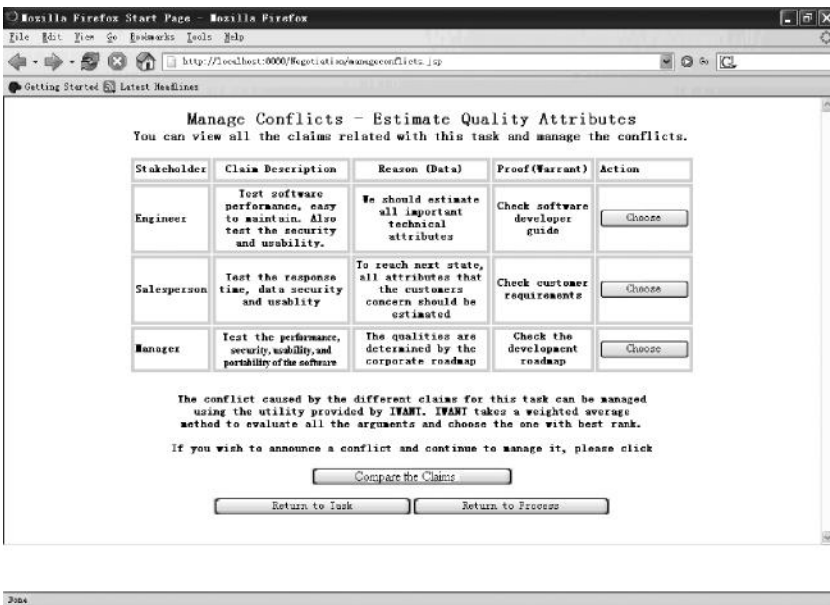 Mozilla Firefox Start Page - Mozilla Firefox
File Edit View Go Bookmarks Tools Help
http://localhost:8080/Negotiation/manageconflicts.jsp
Go
Getting Started Latest Headlines
Manage Conflicts - Estimate Quality Attributes
You can view all the claims related with this task and manage the conflicts.
Stakeholder Claim Description Reason (Data) Proof(Warrant) Action
Engineer
Test software
performance, easy
to maintain. Also
test the security
and usability.
We should estimate
all important
technical
attributes
Check software
developer
guide
Choose
Salesperson
Test the response
time, data security
and usablity
To reach next state,
all attributes that
the customers
concern should be
estimated
Check customer
requirements
Choose
Manager
Test the performance,
security, usability, and
portability of the software
The qualities are
determined by the
corporate roadmap
Check the
development
roadmap
Choose
The conflict caused by the different claims for this task can be managed
using the utility provided by IWANT. IWANT takes a weighted average
method to evaluate all the arguments and choose the one with best rank.
If you wish to announce a conflict and continue to manage it, please click
Compare the Claims
Return to Task Return to Process
Done